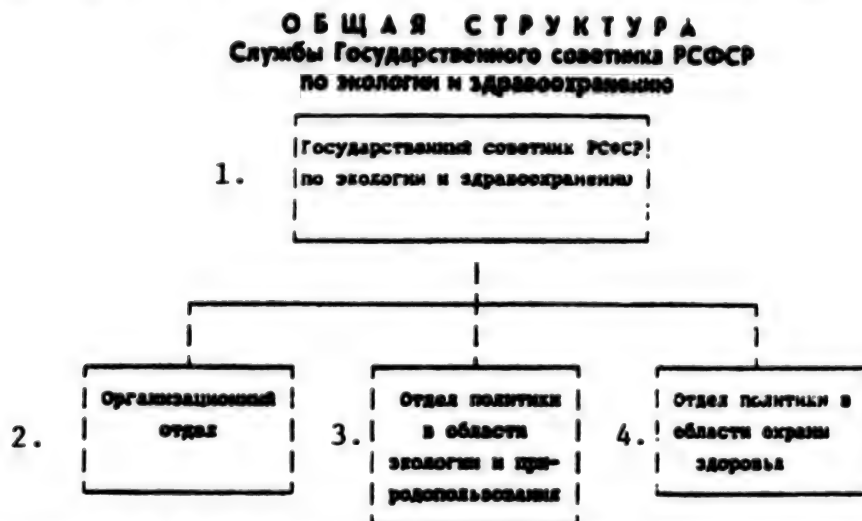 ОБЩАЯ СТРУКТУРА
Службы Государственного советника РСФСР
по экологии и здравоохранению
1.
Государственный советник РСФСР
по экологии и здравоохранению
2.
Организационный
отдел
3.
Отдел политики
в области
экологии и при-
родопользования
4.
Отдел политики в
области охраны
здоровья